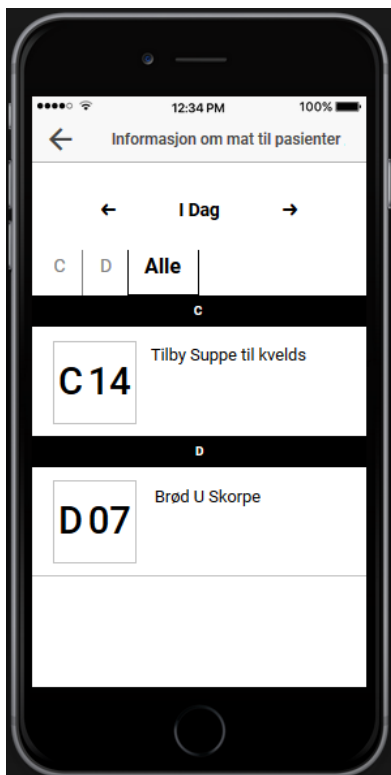 12:34 PM
100%
Informasjon om mat til pasienter
I Dag
C D Alle
C
C 14
Tilby Suppe til kvelds
D
D 07
Brød U Skorpe